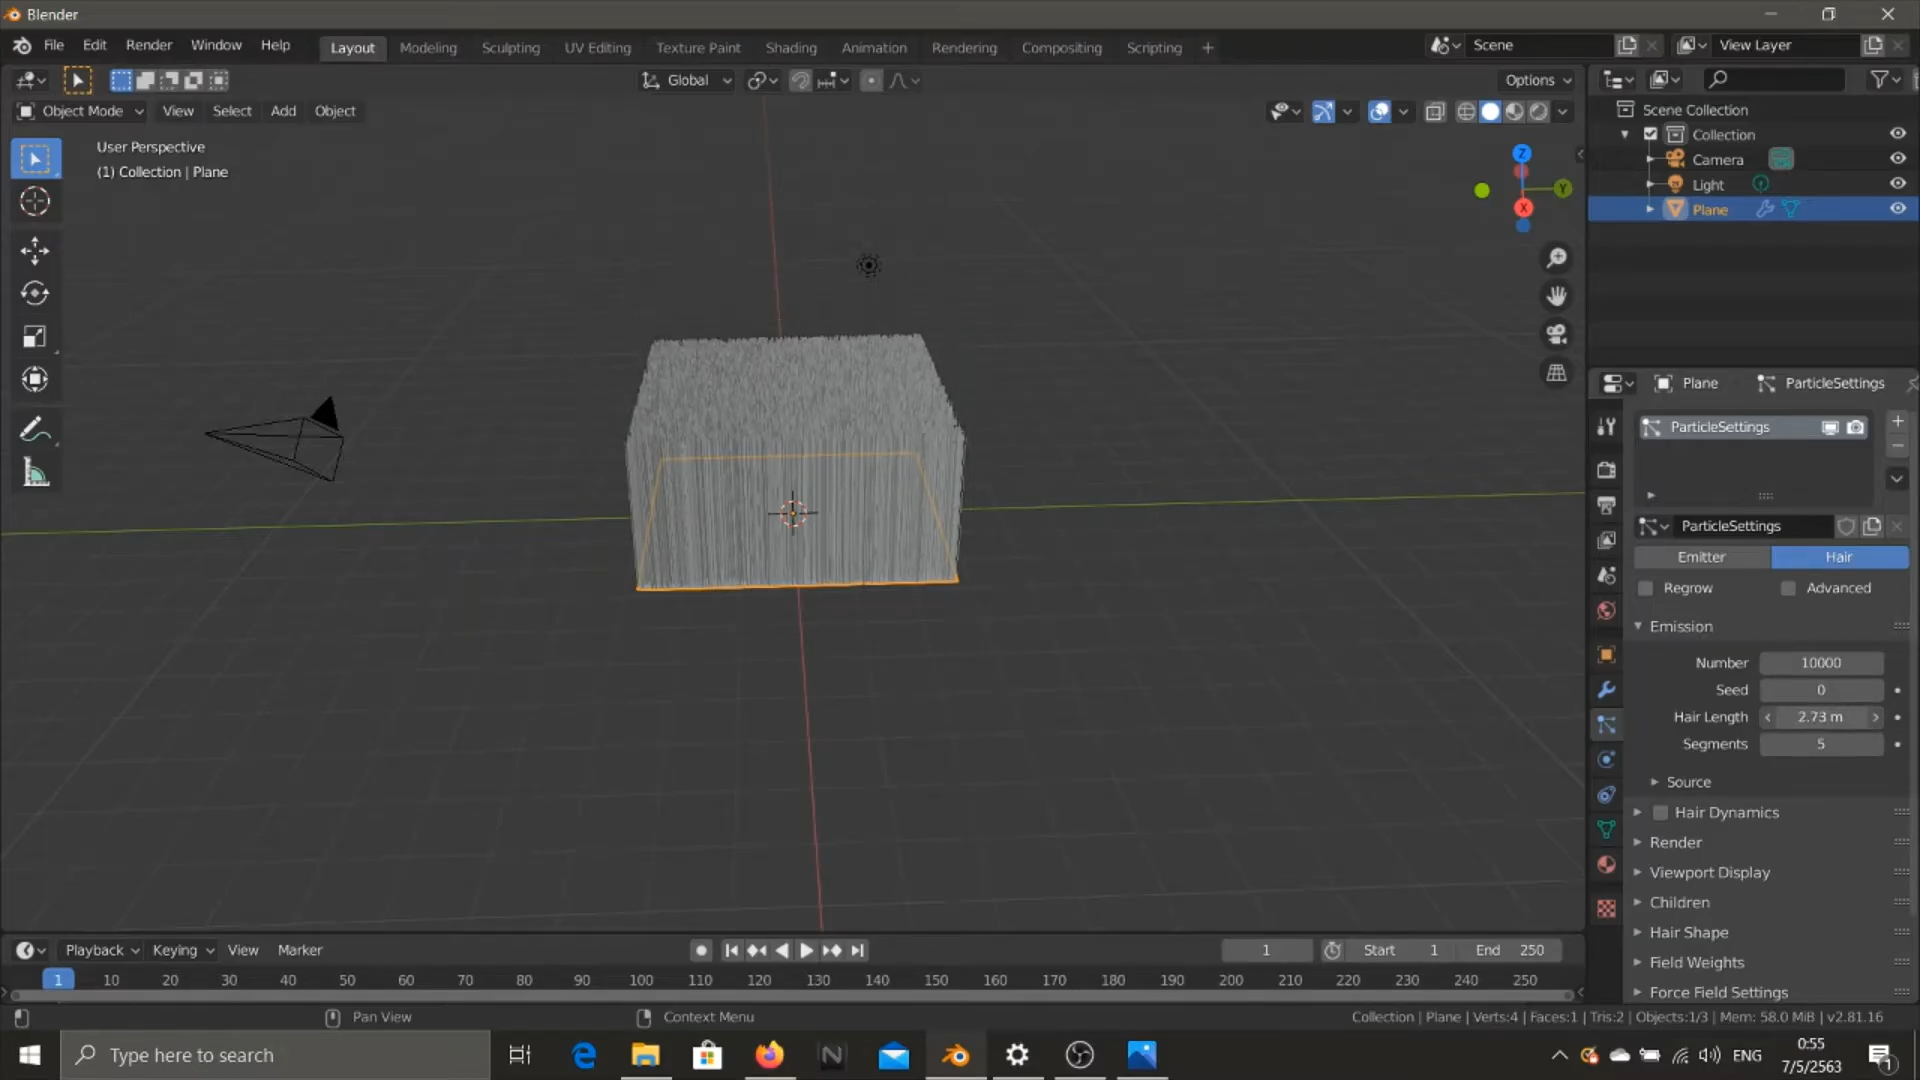 Blender
File Edit Render Window Help Layout Modeling Sculpting UV Editing Texture Paint Shading Animation Rendering Compositing Scripting + Scene View Layer
Global Options
Object Mode View Select Add Object
User Perspective
(1) Collection | Plane
Z
Y
X
Scene Collection
Collection
Camera
Light
Plane
Plane ParticleSettings
ParticleSettings
ParticleSettings
Emitter Hair
Regrow Advanced
Emission
Number 10000
Seed 0
Hair Length 2.73 m
Segments 5
Source
Hair Dynamics
Render
Viewport Display
Children
Hair Shape
Field Weights
Force Field Settings
Playback Keying View Marker 1 Start 1 End 250
1 10 20 30 40 50 60 70 80 90 100 110 120 130 140 150 160 170 180 190 200 210 220 230 240 250
Pan View Context Menu Collection | Plane | Verts:4 | Faces:1 | Tris:2 | Objects:1/3 | Mem: 58.0 MiB | v2.81.16
Type here to search ENG 0:55
7/5/2563
1